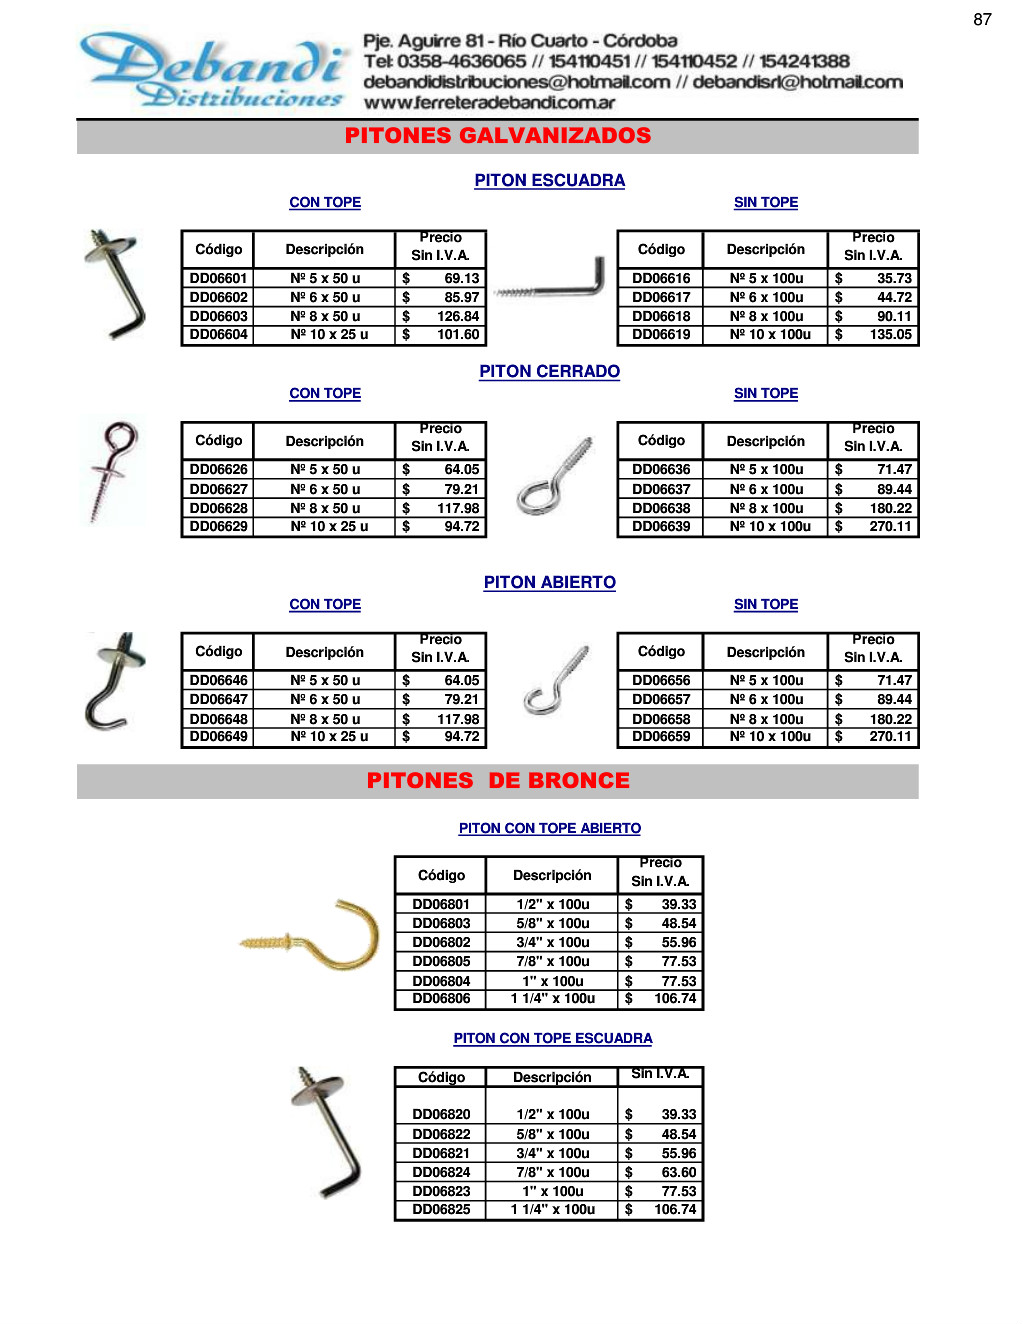 87
Debandi
Distribuciones
Pje. Aguirre 81 - Río Cuarto - Córdoba
Tel: 0358-4636065 // 154110451 // 154110452 // 154241388
debandidistribuciones@hotmail.com // debandisrl@hotmail.com
www.ferreteradebandi.com.ar
PITONES GALVANIZADOS
PITON ESCUADRA
CON TOPE
Código Descripción Precio Sin I.V.A.
DD06601 Nº 5 x 50 u $ 69.13
DD06602 Nº 6 x 50 u $ 85.97
DD06603 Nº 8 x 50 u $ 126.84
DD06604 Nº 10 x 25 u $ 101.60
SIN TOPE
Código Descripción Precio Sin I.V.A.
DD06616 Nº 5 x 100u $ 35.73
DD06617 Nº 6 x 100u $ 44.72
DD06618 Nº 8 x 100u $ 90.11
DD06619 Nº 10 x 100u $ 135.05
PITON CERRADO
CON TOPE
Código Descripción Precio Sin I.V.A.
DD06626 Nº 5 x 50 u $ 64.05
DD06627 Nº 6 x 50 u $ 79.21
DD06628 Nº 8 x 50 u $ 117.98
DD06629 Nº 10 x 25 u $ 94.72
SIN TOPE
Código Descripción Precio Sin I.V.A.
DD06636 Nº 5 x 100u $ 71.47
DD06637 Nº 6 x 100u $ 89.44
DD06638 Nº 8 x 100u $ 180.22
DD06639 Nº 10 x 100u $ 270.11
PITON ABIERTO
CON TOPE
Código Descripción Precio Sin I.V.A.
DD06646 Nº 5 x 50 u $ 64.05
DD06647 Nº 6 x 50 u $ 79.21
DD06648 Nº 8 x 50 u $ 117.98
DD06649 Nº 10 x 25 u $ 94.72
SIN TOPE
Código Descripción Precio Sin I.V.A.
DD06656 Nº 5 x 100u $ 71.47
DD06657 Nº 6 x 100u $ 89.44
DD06658 Nº 8 x 100u $ 180.22
DD06659 Nº 10 x 100u $ 270.11
PITONES DE BRONCE
PITON CON TOPE ABIERTO
Código Descripción Precio Sin I.V.A.
DD06801 1/2" x 100u $ 39.33
DD06803 5/8" x 100u $ 48.54
DD06802 3/4" x 100u $ 55.96
DD06805 7/8" x 100u $ 77.53
DD06804 1" x 100u $ 77.53
DD06806 1 1/4" x 100u $ 106.74
PITON CON TOPE ESCUADRA
Código Descripción Sin I.V.A.
DD06820 1/2" x 100u $ 39.33
DD06822 5/8" x 100u $ 48.54
DD06821 3/4" x 100u $ 55.96
DD06824 7/8" x 100u $ 63.60
DD06823 1" x 100u $ 77.53
DD06825 1 1/4" x 100u $ 106.74